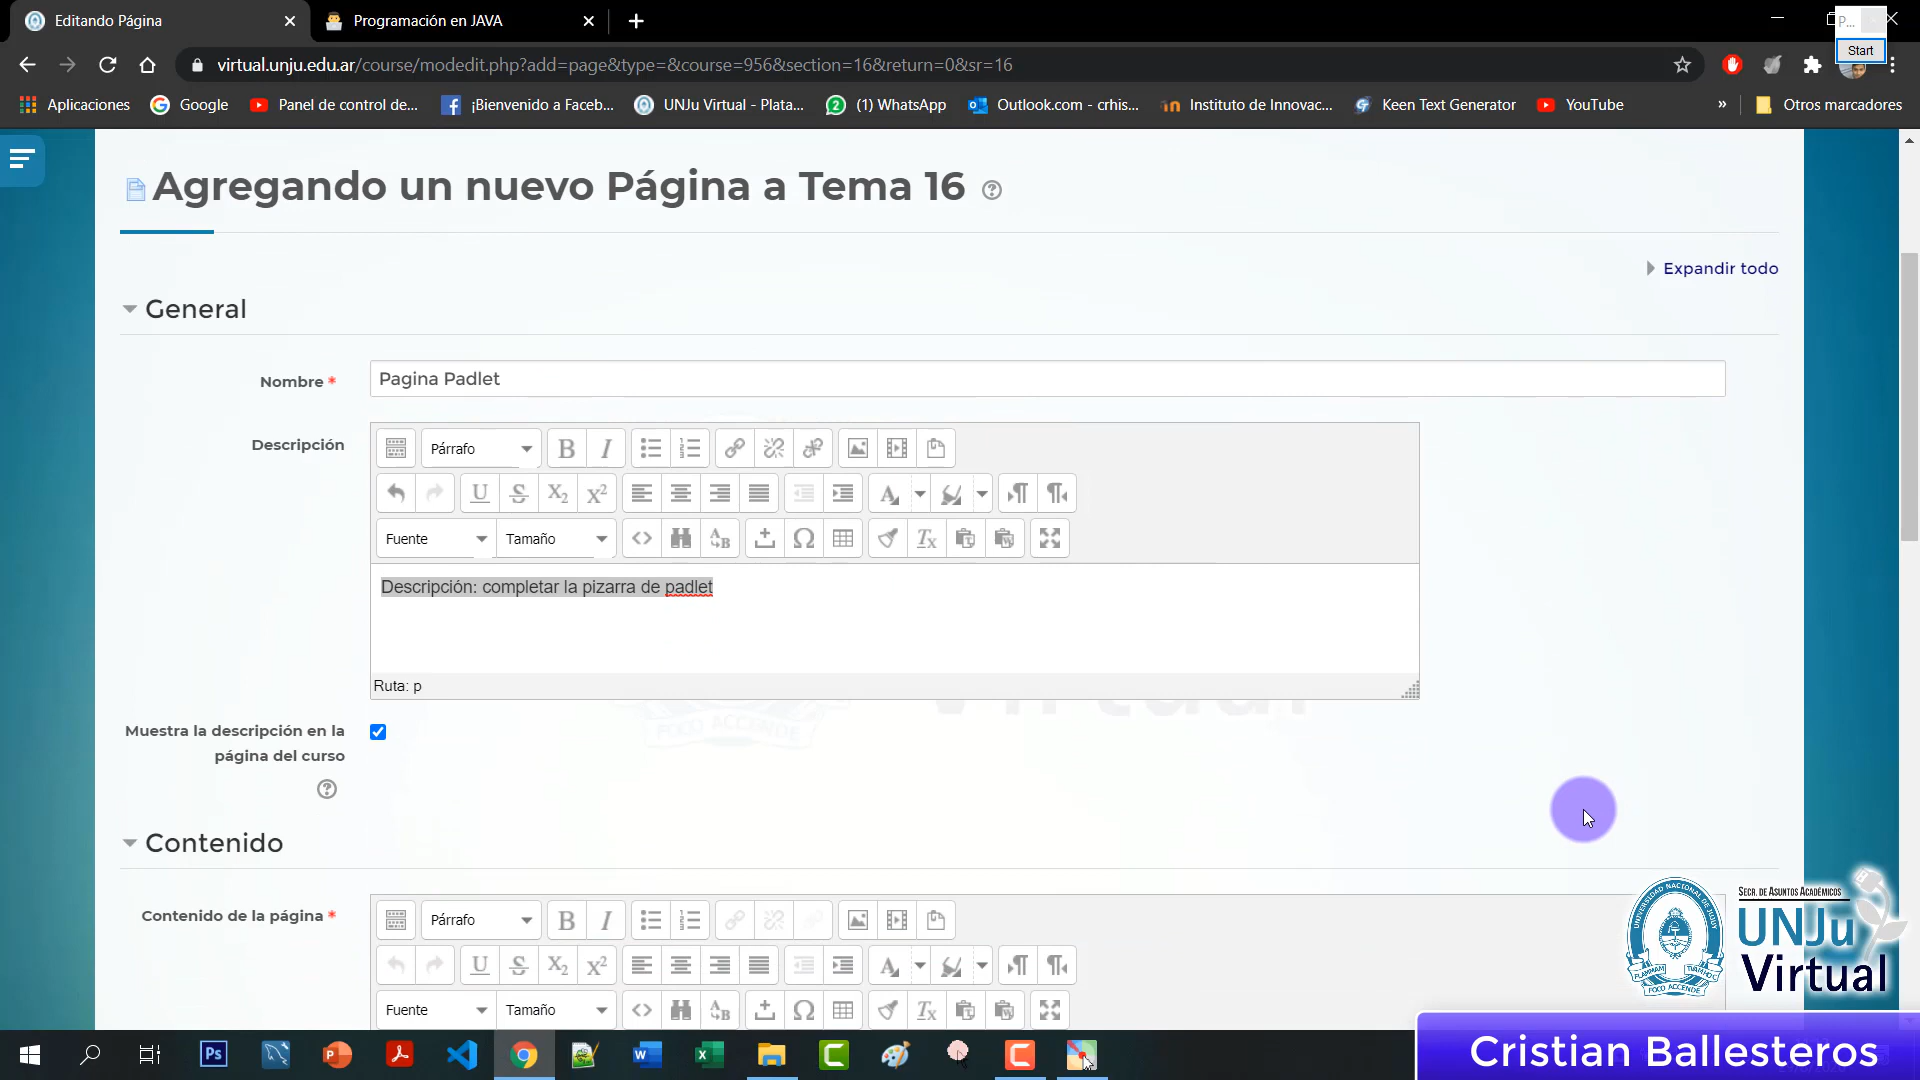 Editando Página
Programación en JAVA
P...
Start
virtual.unju.edu.ar/course/modedit.php?add=page&type=&course=956&section=16&return=0&sr=16
Aplicaciones
Google
Panel de control de...
¡Bienvenido a Faceb...
UNJu Virtual - Plata...
(1) WhatsApp
Outlook.com - crhis...
Instituto de Innovac...
Keen Text Generator
YouTube
»
Otros marcadores
Agregando un nuevo Página a Tema 16
Expandir todo
General
Nombre *
Pagina Padlet
Descripción
Párrafo
Fuente
Tamaño
Descripción: completar la pizarra de padlet
Ruta: p
Muestra la descripción en la
página del curso
Contenido
Contenido de la página *
Párrafo
Fuente
Tamaño
Secr. de Asuntos Académicos
UNJu
Virtual
Cristian Ballesteros